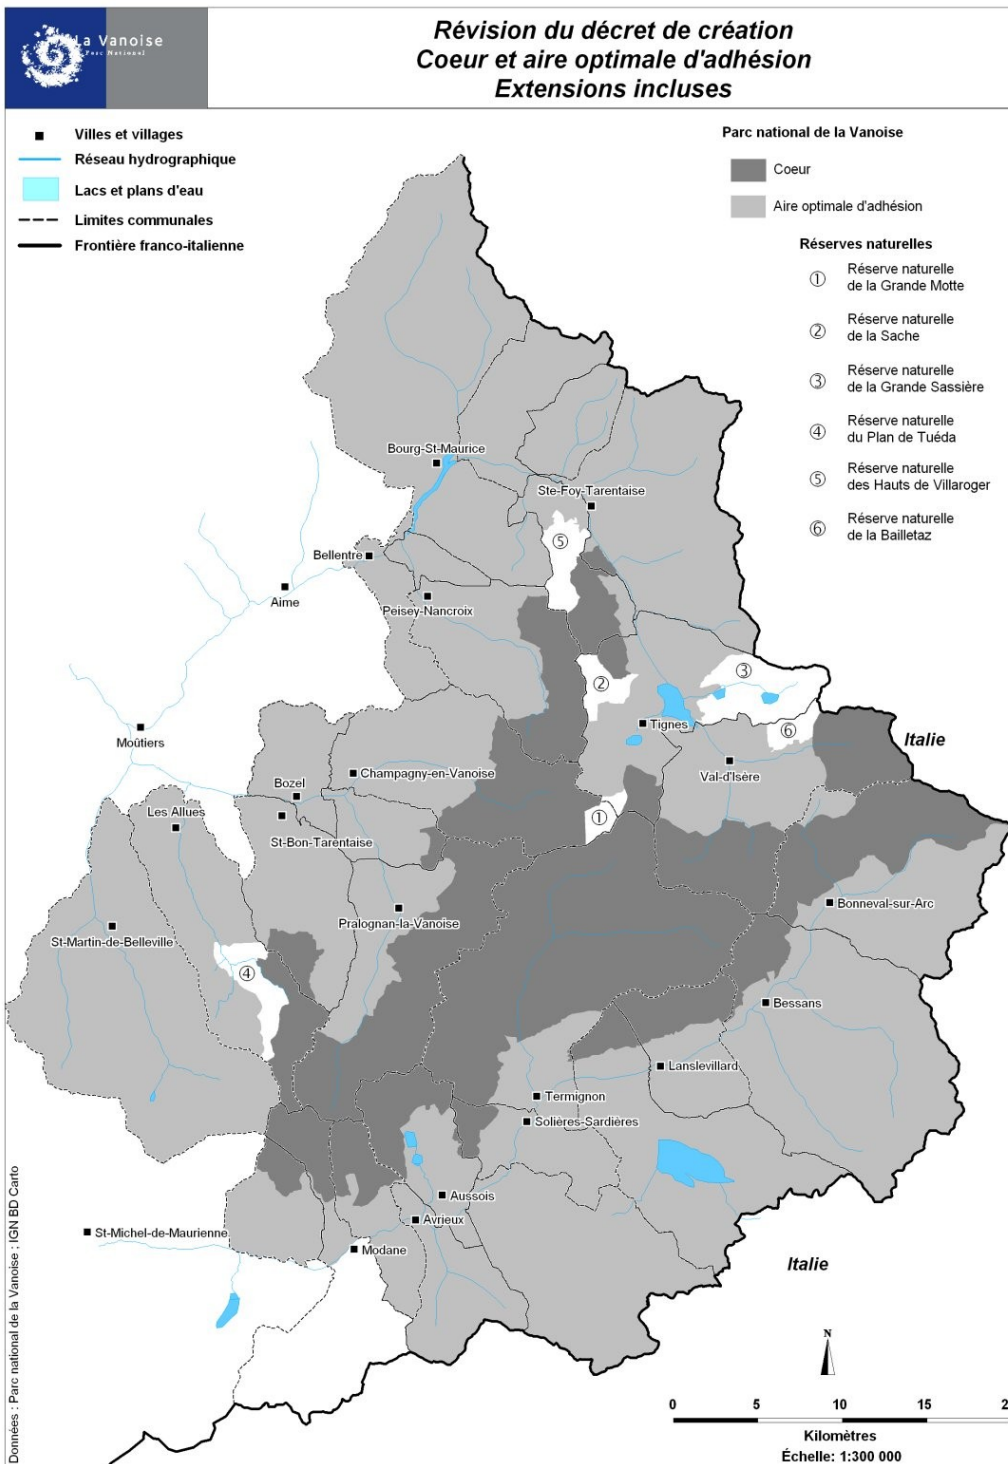 La Vanoise
Parc National
Révision du décret de création
Coeur et aire optimale d'adhésion
Extensions incluses
Villes et villages
Réseau hydrographique
Lacs et plans d'eau
Limites communales
Frontière franco-italienne
Parc national de la Vanoise
Coeur
Aire optimale d'adhésion
Réserves naturelles
① Réserve naturelle
de la Grande Motte
② Réserve naturelle
de la Sache
③ Réserve naturelle
de la Grande Sassière
④ Réserve naturelle
du Plan de Tuéda
⑤ Réserve naturelle
des Hauts de Villaroger
⑥ Réserve naturelle
de la Bailletaz
Bourg-St-Maurice
Ste-Foy-Tarentaise
⑤
Bellentre
Aime
Peisey-Nancroix
③
②
Tignes
⑥
Moûtiers
Italie
Val-d'Isère
Champagny-en-Vanoise
Bozel
①
Les Allues
St-Bon-Tarentaise
Bonneval-sur-Arc
Pralognan-la-Vanoise
St-Martin-de-Belleville
④
Bessans
Lanslevillard
Termignon
Solières-Sardières
Aussois
Avrieux
St-Michel-de-Maurienne
Modane
Italie
N
0 5 10 15 2
Kilomètres
Échelle: 1:300 000
Données : Parc national de la Vanoise ; IGN BD Carto